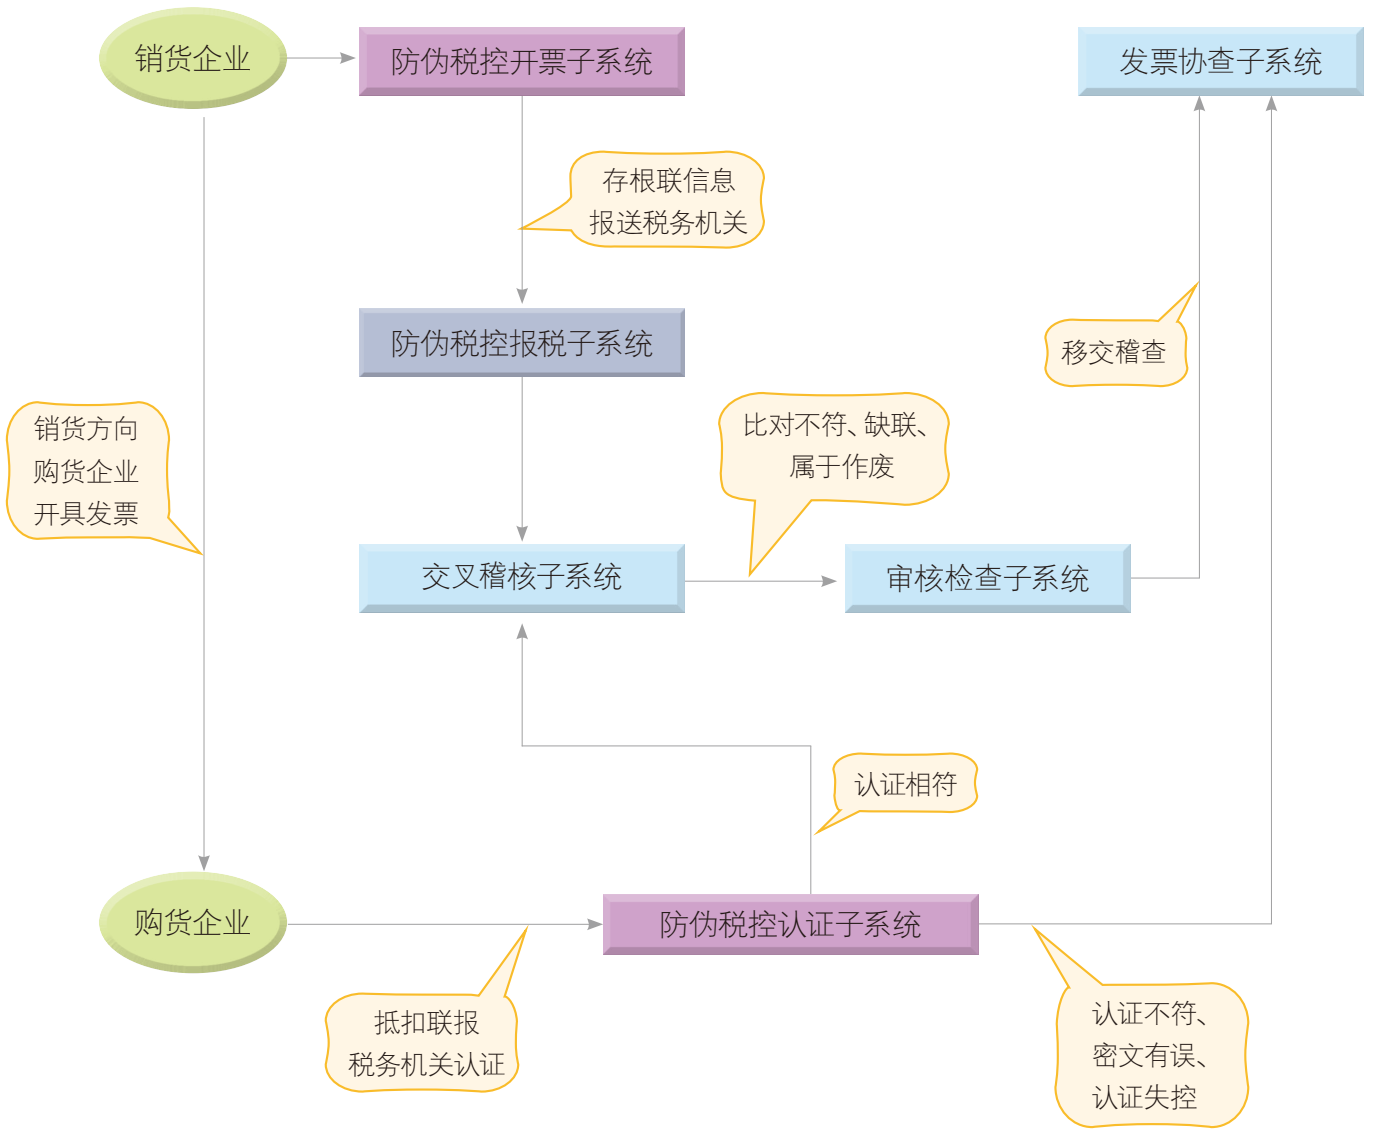 销货企业
防伪税控开票子系统
发票协查子系统
存根联信息
报送税务机关
防伪税控报税子系统
移交稽查
销货方向
购货企业
开具发票
比对不符、缺联、
属于作废
交叉稽核子系统
审核检查子系统
认证相符
购货企业
防伪税控认证子系统
抵扣联报
税务机关认证
认证不符、
密文有误、
认证失控